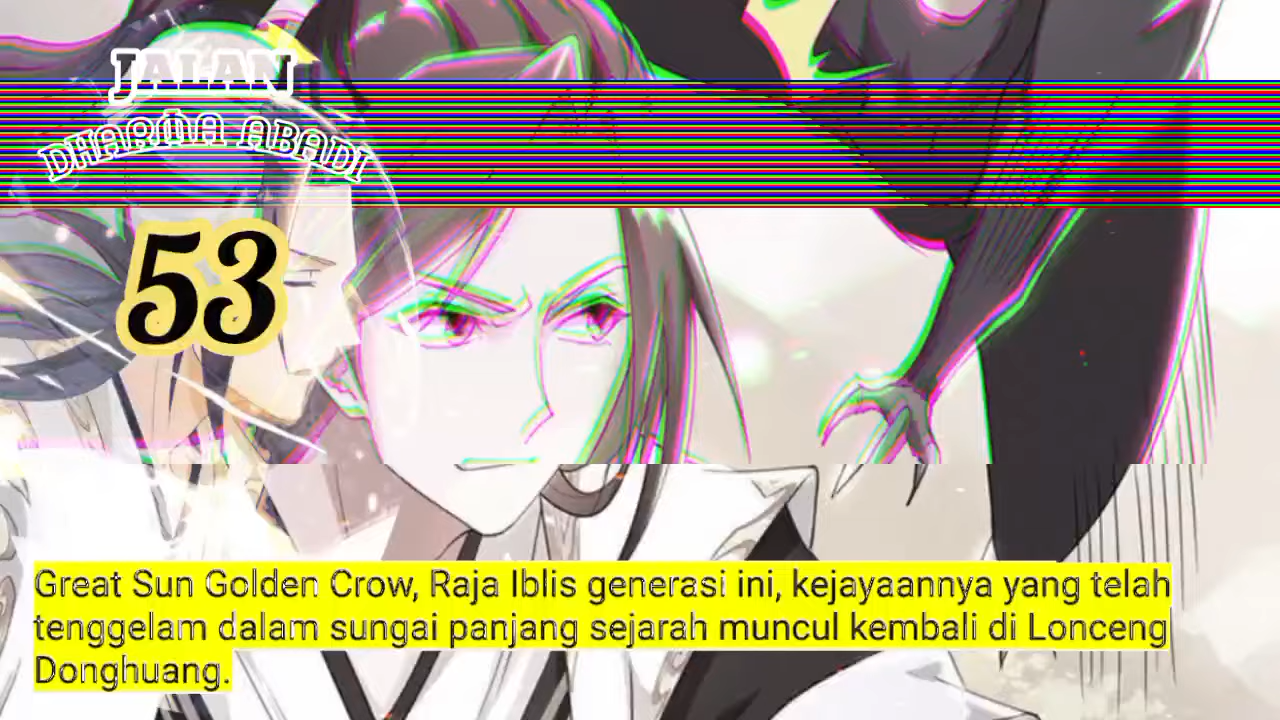 JALAN
DHARMA ABADI
53
Great Sun Golden Crow, Raja Iblis generasi ini, kejayaannya yang telah
tenggelam dalam sungai panjang sejarah muncul kembali di Lonceng
Donghuang.